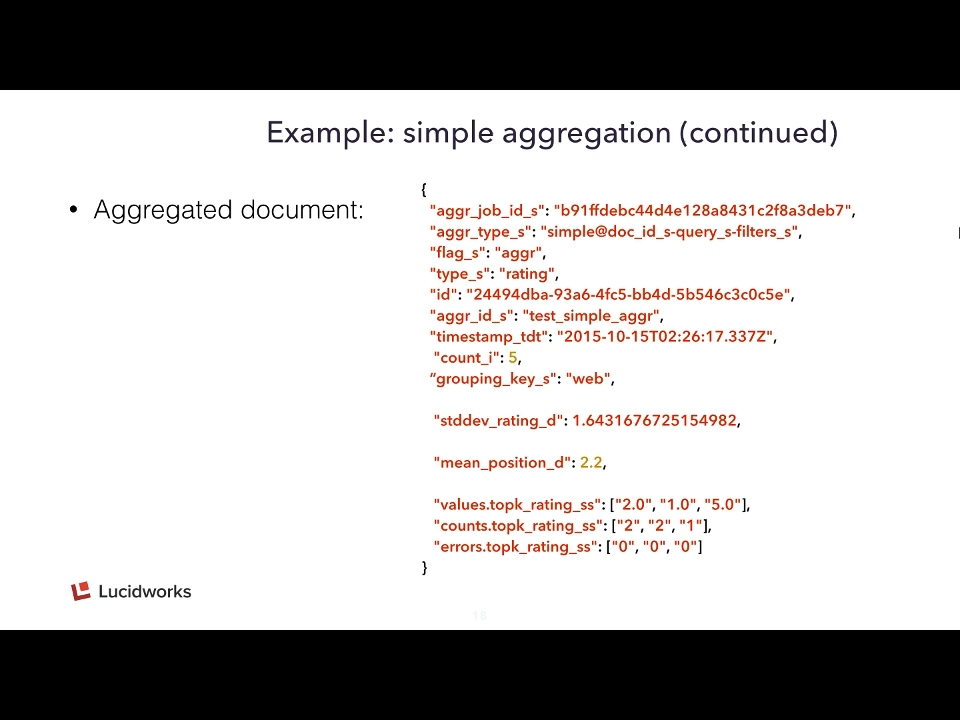 Example: simple aggregation (continued)
• Aggregated document:
{
"aggr_job_id_s": "b91ffdebc44d4e128a8431c2f8a3deb7",
"aggr_type_s": "simple@doc_id_s-query_s-filters_s",
"flag_s": "aggr",
"type_s": "rating",
"id": "24494dba-93a6-4fc5-bb4d-5b546c3c0c5e",
"aggr_id_s": "test_simple_aggr",
"timestamp_tdt": "2015-10-15T02:26:17.337Z",
"count_i": 5,
“grouping_key_s": "web",
"stddev_rating_d": 1.6431676725154982,
"mean_position_d": 2.2,
"values.topk_rating_ss": ["2.0", "1.0", "5.0"],
"counts.topk_rating_ss": ["2", "2", "1"],
"errors.topk_rating_ss": ["0", "0", "0"]
}
Lucidworks